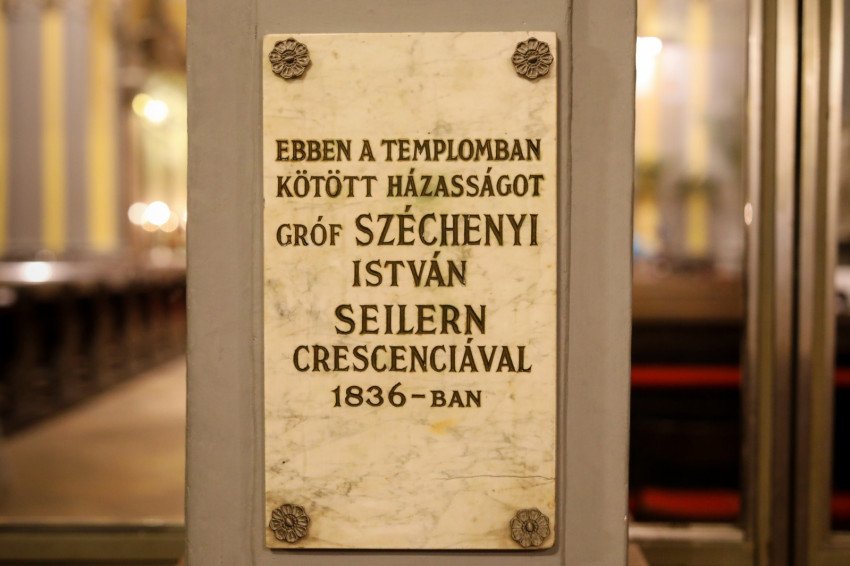 EBBEN A TEMPLOMBAN
KÖTÖTT HÁZASSÁGOT
GRÓF SZÉCHENYI
ISTVÁN
SEILERN
CRESCENCIÁVAL
1836-BAN